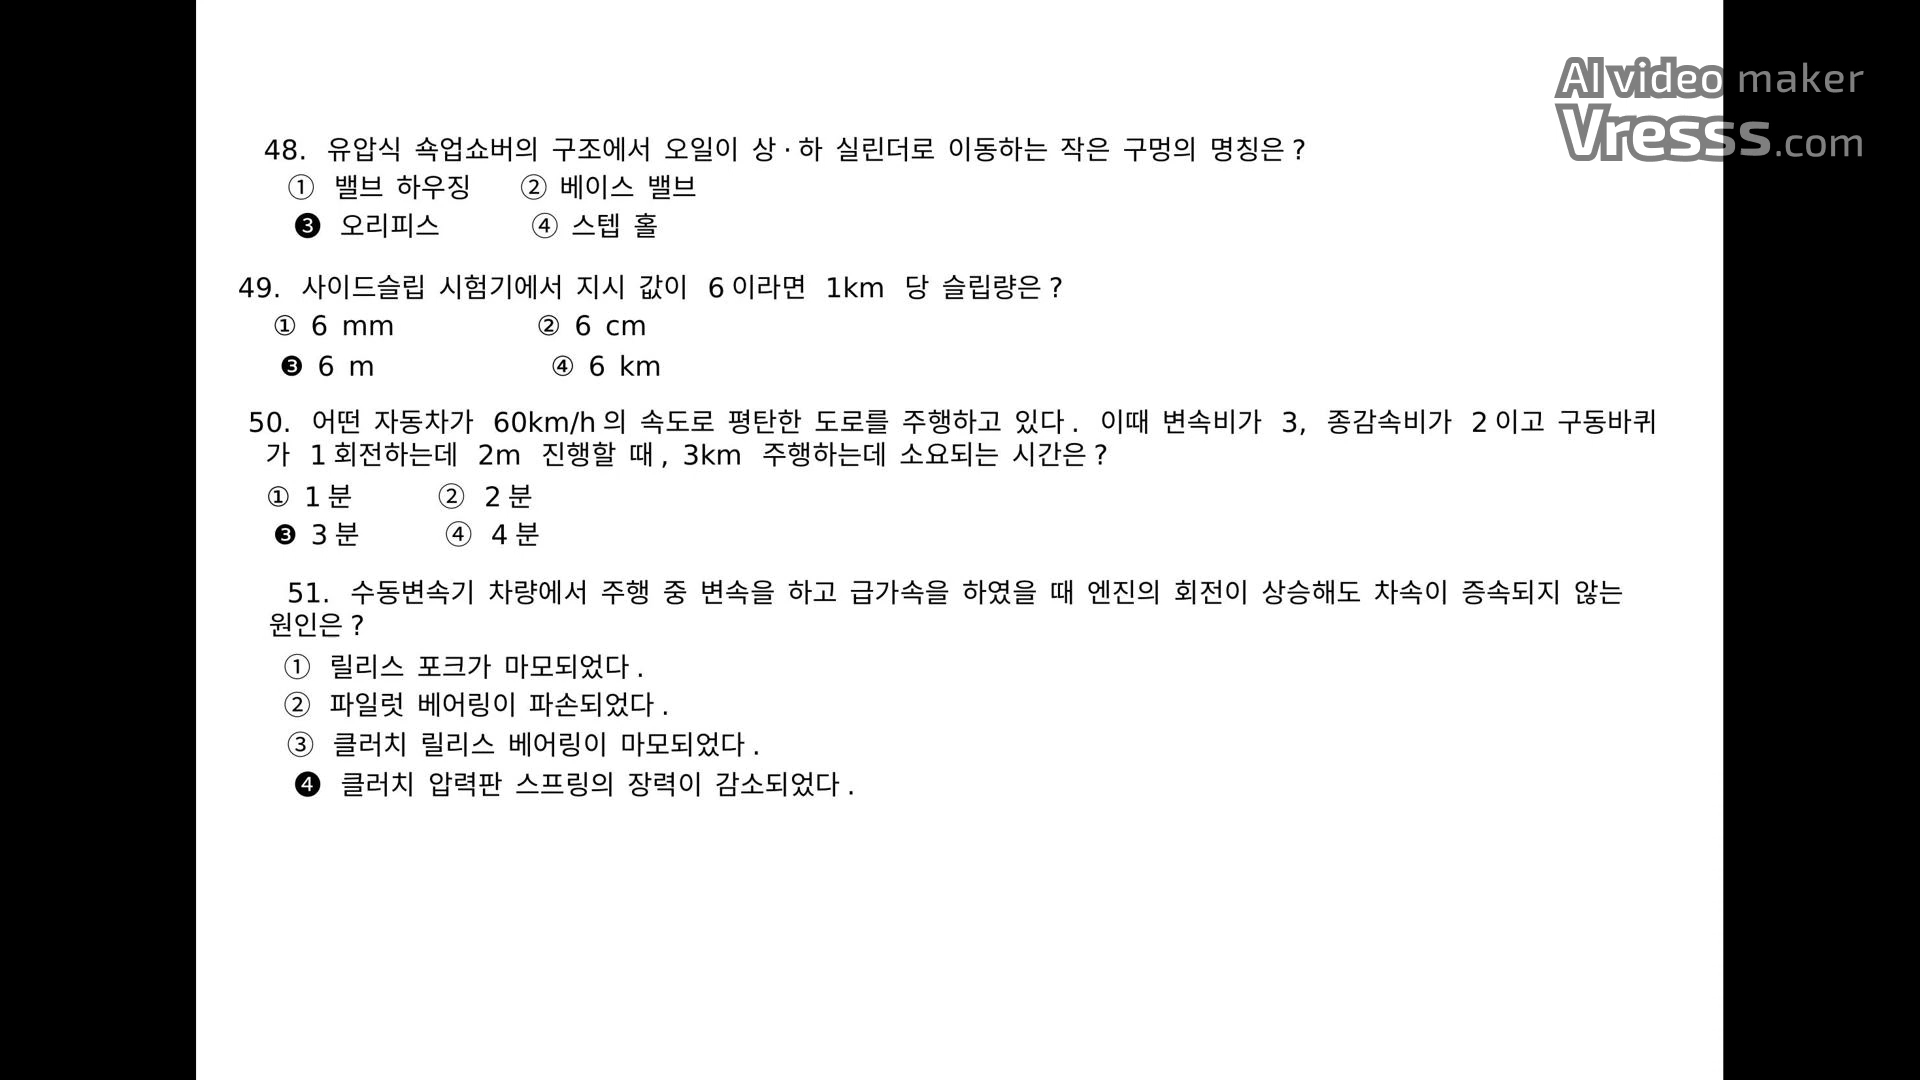 AI video maker
Vresss.com
48. 유압식 쇽업쇼버의 구조에서 오일이 상·하 실린더로 이동하는 작은 구멍의 명칭은?
① 밸브 하우징 ② 베이스 밸브
❸ 오리피스 ④ 스텝 홀
49. 사이드슬립 시험기에서 지시 값이 6이라면 1km 당 슬립량은?
① 6 mm ② 6 cm
❸ 6 m ④ 6 km
50. 어떤 자동차가 60km/h의 속도로 평탄한 도로를 주행하고 있다. 이때 변속비가 3, 종감속비가 2이고 구동바퀴
가 1회전하는데 2m 진행할 때, 3km 주행하는데 소요되는 시간은?
① 1분 ② 2분
❸ 3분 ④ 4분
51. 수동변속기 차량에서 주행 중 변속을 하고 급가속을 하였을 때 엔진의 회전이 상승해도 차속이 증속되지 않는
원인은?
① 릴리스 포크가 마모되었다.
② 파일럿 베어링이 파손되었다.
③ 클러치 릴리스 베어링이 마모되었다.
❹ 클러치 압력판 스프링의 장력이 감소되었다.